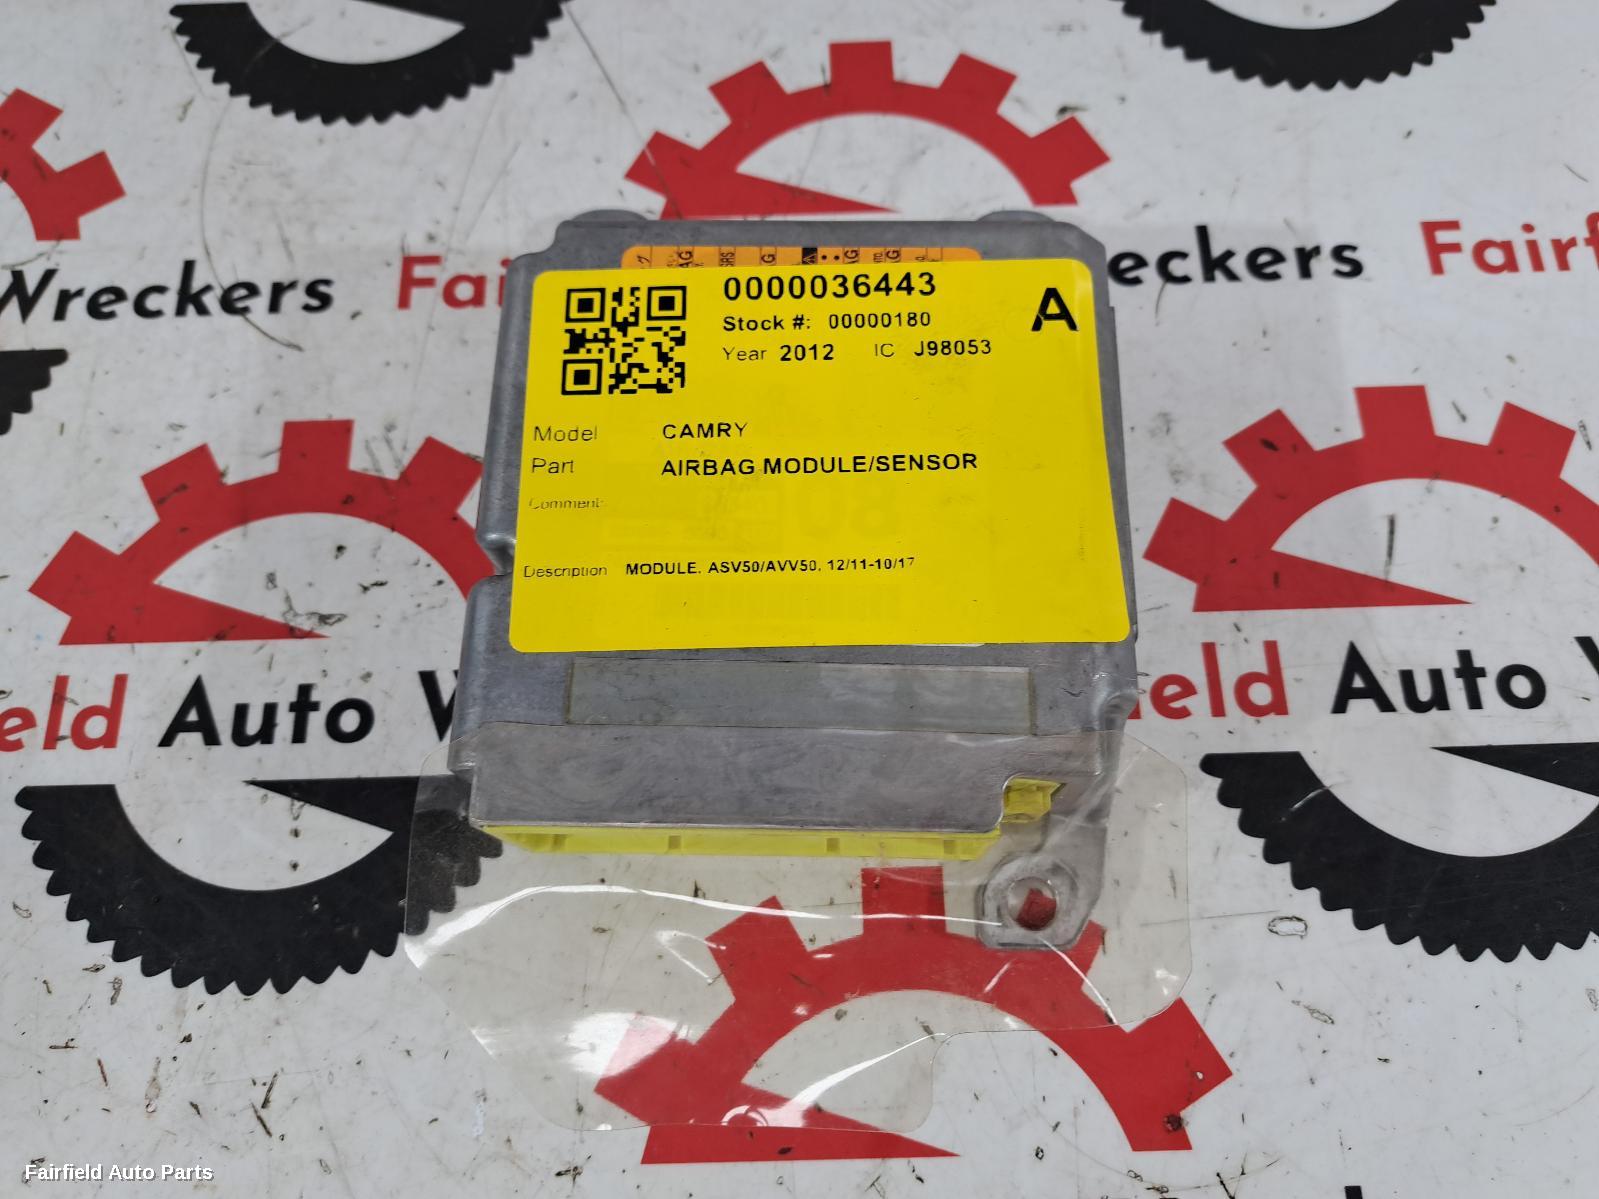 Wreckers Fai
eckers Fairf
0000036443
A
Stock #: 00000180
Year 2012 IC J98053
Model CAMRY
Part AIRBAG MODULE/SENSOR
Comment:
Description MODULE, ASV50/AVV50, 12/11-10/17
eld Auto W
ield Auto W
Fairfield Auto Parts